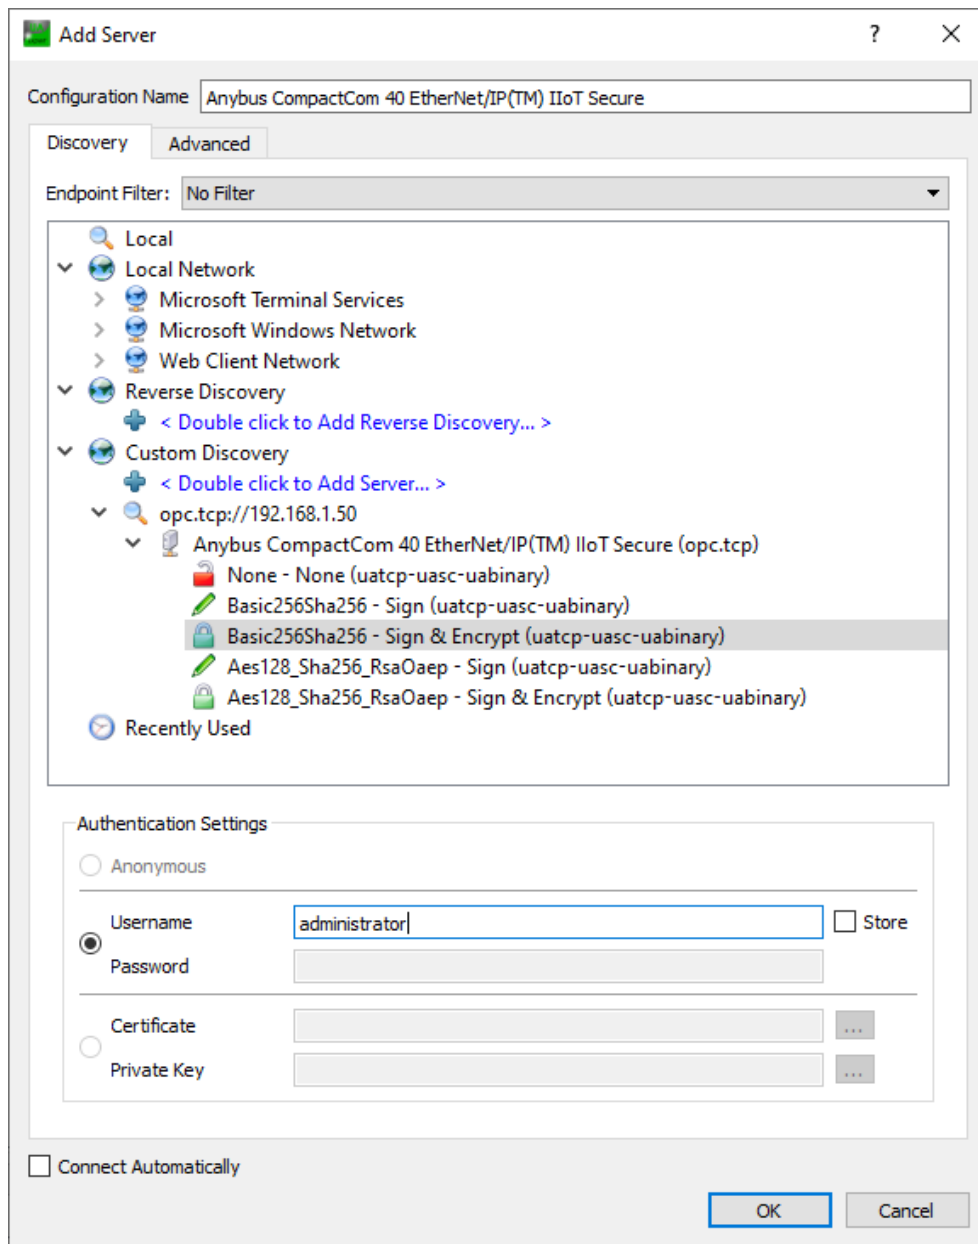 Add Server
?
Configuration Name Anybus CompactCom 40 EtherNet/IP(TM) IIoT Secure
Discovery Advanced
Endpoint Filter: No Filter
Local
Local Network
Microsoft Terminal Services
Microsoft Windows Network
Web Client Network
Reverse Discovery
< Double click to Add Reverse Discovery... >
Custom Discovery
< Double click to Add Server... >
opc.tcp://192.168.1.50
Anybus CompactCom 40 EtherNet/IP(TM) IIoT Secure (opc.tcp)
None - None (uatcp-uasc-uabinary)
Basic256Sha256 - Sign (uatcp-uasc-uabinary)
Basic256Sha256 - Sign & Encrypt (uatcp-uasc-uabinary)
Aes128_Sha256_RsaOaep - Sign (uatcp-uasc-uabinary)
Aes128_Sha256_RsaOaep - Sign & Encrypt (uatcp-uasc-uabinary)
Recently Used
Authentication Settings
Anonymous
Username administrator Store
Password
Certificate ...
Private Key ...
Connect Automatically
OK Cancel